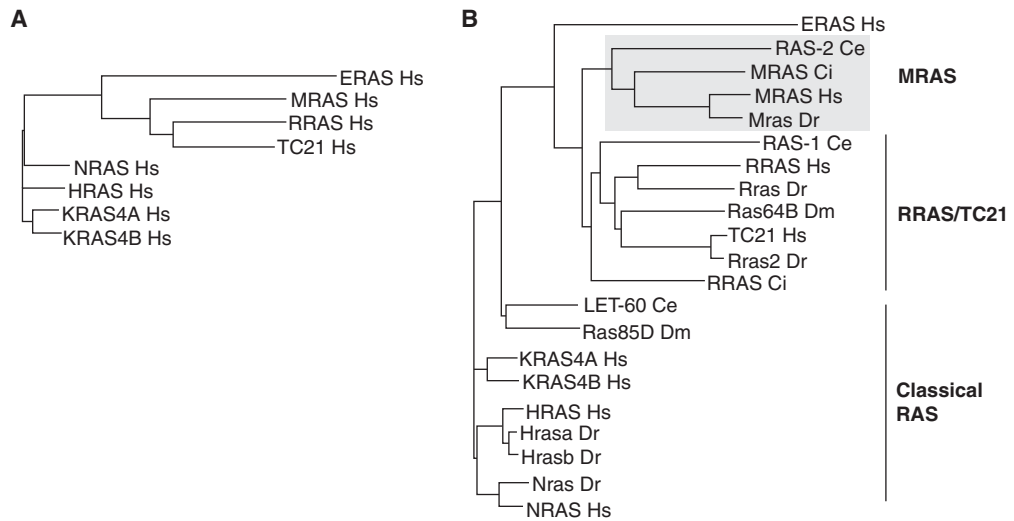 A
ERAS Hs
MRAS Hs
RRAS Hs
TC21 Hs
NRAS Hs
HRAS Hs
KRAS4A Hs
KRAS4B Hs
B
ERAS Hs
RAS-2 Ce
MRAS Ci
MRAS Hs
Mras Dr
MRAS
RAS-1 Ce
RRAS Hs
Rras Dr
Ras64B Dm
TC21 Hs
Rras2 Dr
RRAS Ci
RRAS/TC21
LET-60 Ce
Ras85D Dm
KRAS4A Hs
KRAS4B Hs
HRAS Hs
Hrasa Dr
Hrasb Dr
Nras Dr
NRAS Hs
Classical
RAS